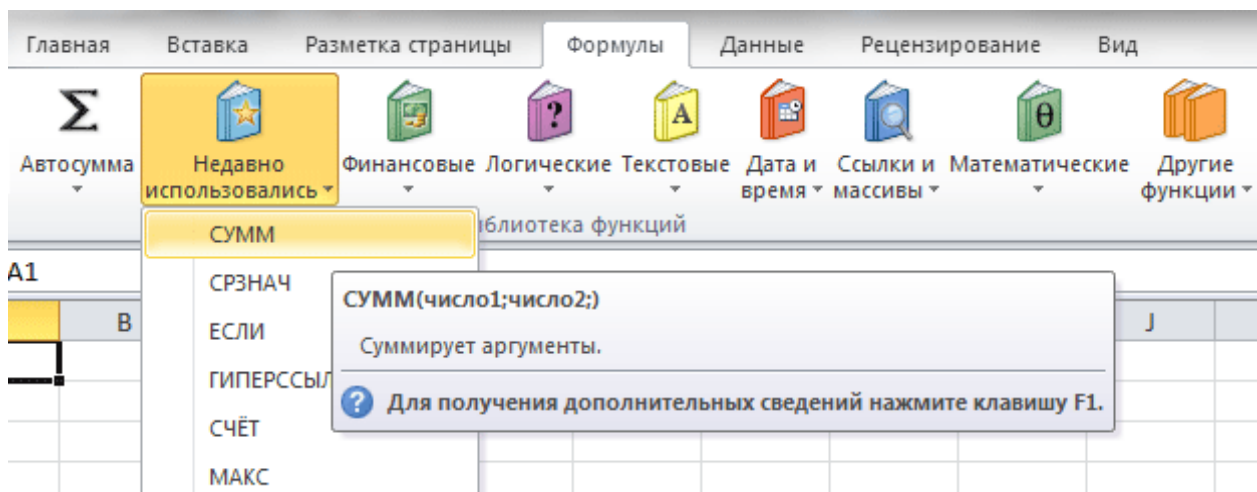 Главная Вставка Разметка страницы Формулы Данные Рецензирование Вид
Σ ? A θ
Автосумма Недавно использовались Финансовые Логические Текстовые Дата и время Ссылки и массивы Математические Другие функции
иблиотека функций
СУММ
A1
СРЗНАЧ
СУММ(число1;число2;)
B J
ЕСЛИ
Суммирует аргументы.
ГИПЕРССЫЛ
? Для получения дополнительных сведений нажмите клавишу F1.
СЧЁТ
МАКС